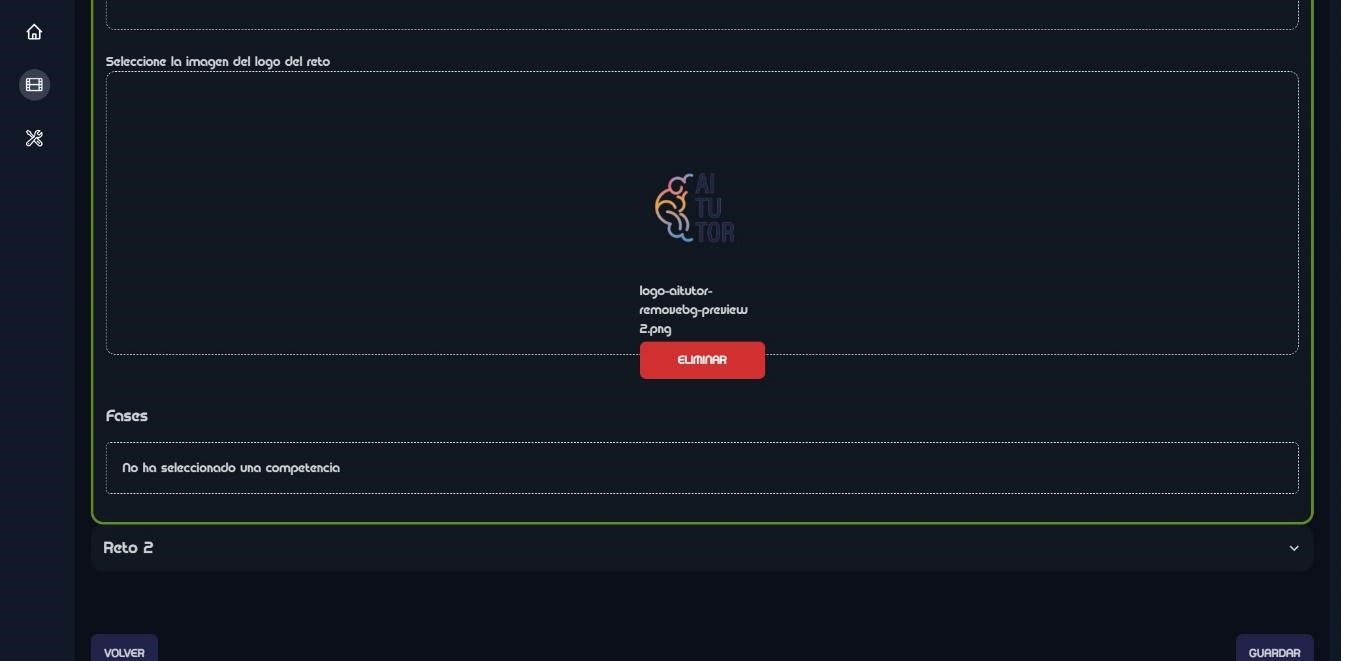 Seleccione la imagen del logo del reto
AI
TU
TOR
logo-aitutor-
removebg-preview
2.png
ELIMINAR
Fases
No ha seleccionado una competencia
Reto 2
VOLVER
GUARDAR